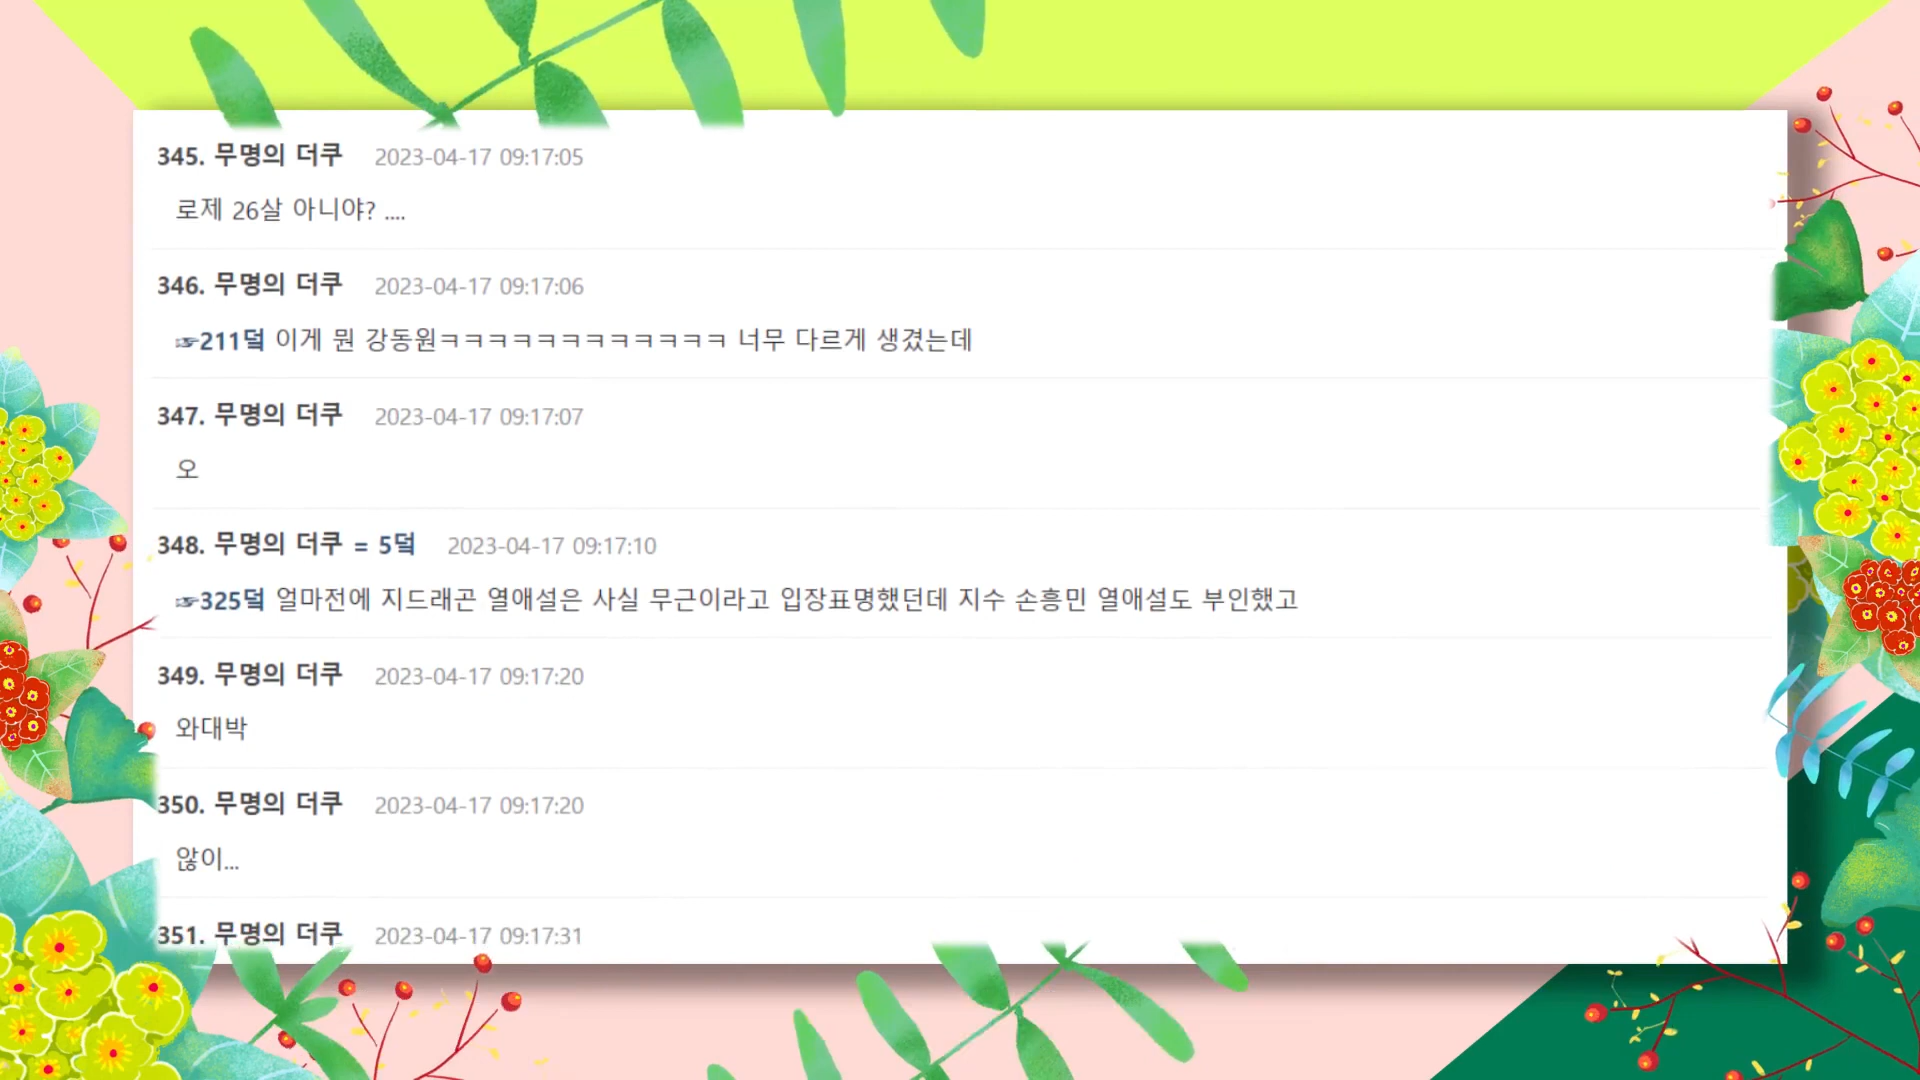 345. 무명의 더쿠 2023-04-17 09:17:05
로제 26살 아니야? ....
346. 무명의 더쿠 2023-04-17 09:17:06
☞211덬 이게 뭔 강동원ㅋㅋㅋㅋㅋㅋㅋㅋㅋㅋㅋㅋ 너무 다르게 생겼는데
347. 무명의 더쿠 2023-04-17 09:17:07
오
348. 무명의 더쿠 = 5덬 2023-04-17 09:17:10
☞325덬 얼마전에 지드래곤 열애설은 사실 무근이라고 입장표명했던데 지수 손흥민 열애설도 부인했고
349. 무명의 더쿠 2023-04-17 09:17:20
와대박
350. 무명의 더쿠 2023-04-17 09:17:20
않이...
351. 무명의 더쿠 2023-04-17 09:17:31